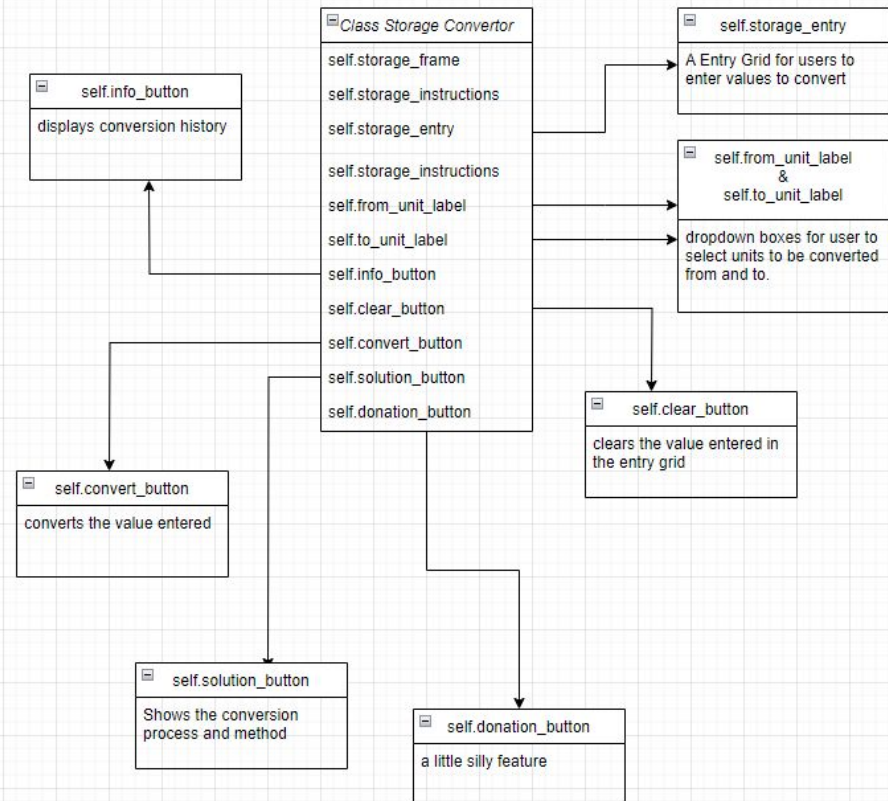 Class Storage Convertor
self.storage_frame
self.storage_instructions
self.storage_entry
self.storage_instructions
self.from_unit_label
self.to_unit_label
self.info_button
self.clear_button
self.convert_button
self.solution_button
self.donation_button
self.storage_entry
A Entry Grid for users to
enter values to convert
self.info_button
displays conversion history
self.from_unit_label
&
self.to_unit_label
dropdown boxes for user to
select units to be converted
from and to.
self.clear_button
clears the value entered in
the entry grid
self.convert_button
converts the value entered
self.solution_button
Shows the conversion
process and method
self.donation_button
a little silly feature